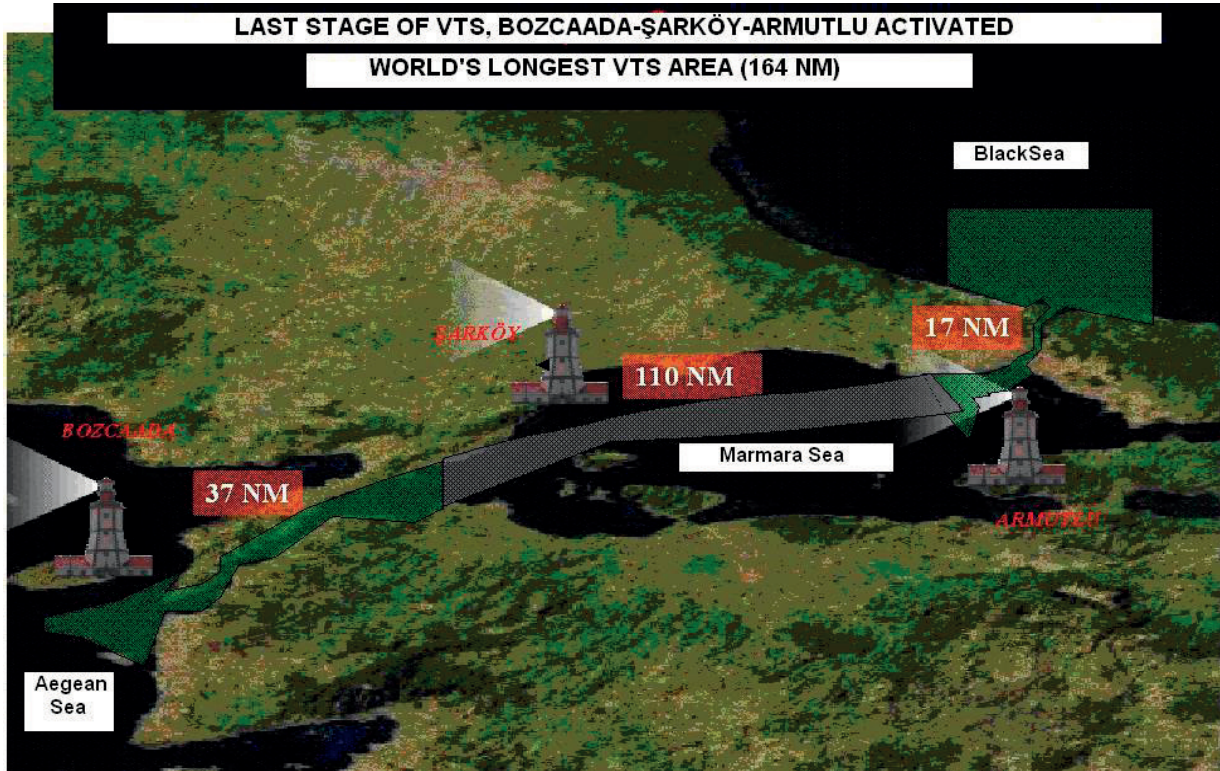 LAST STAGE OF VTS, BOZCAADA-ŞARKÖY-ARMUTLU ACTIVATED
WORLD'S LONGEST VTS AREA (164 NM)
BlackSea
17 NM
ŞARKÖY
110 NM
BOZCAADA
Marmara Sea
37 NM
ARMUTLU
Aegean
Sea